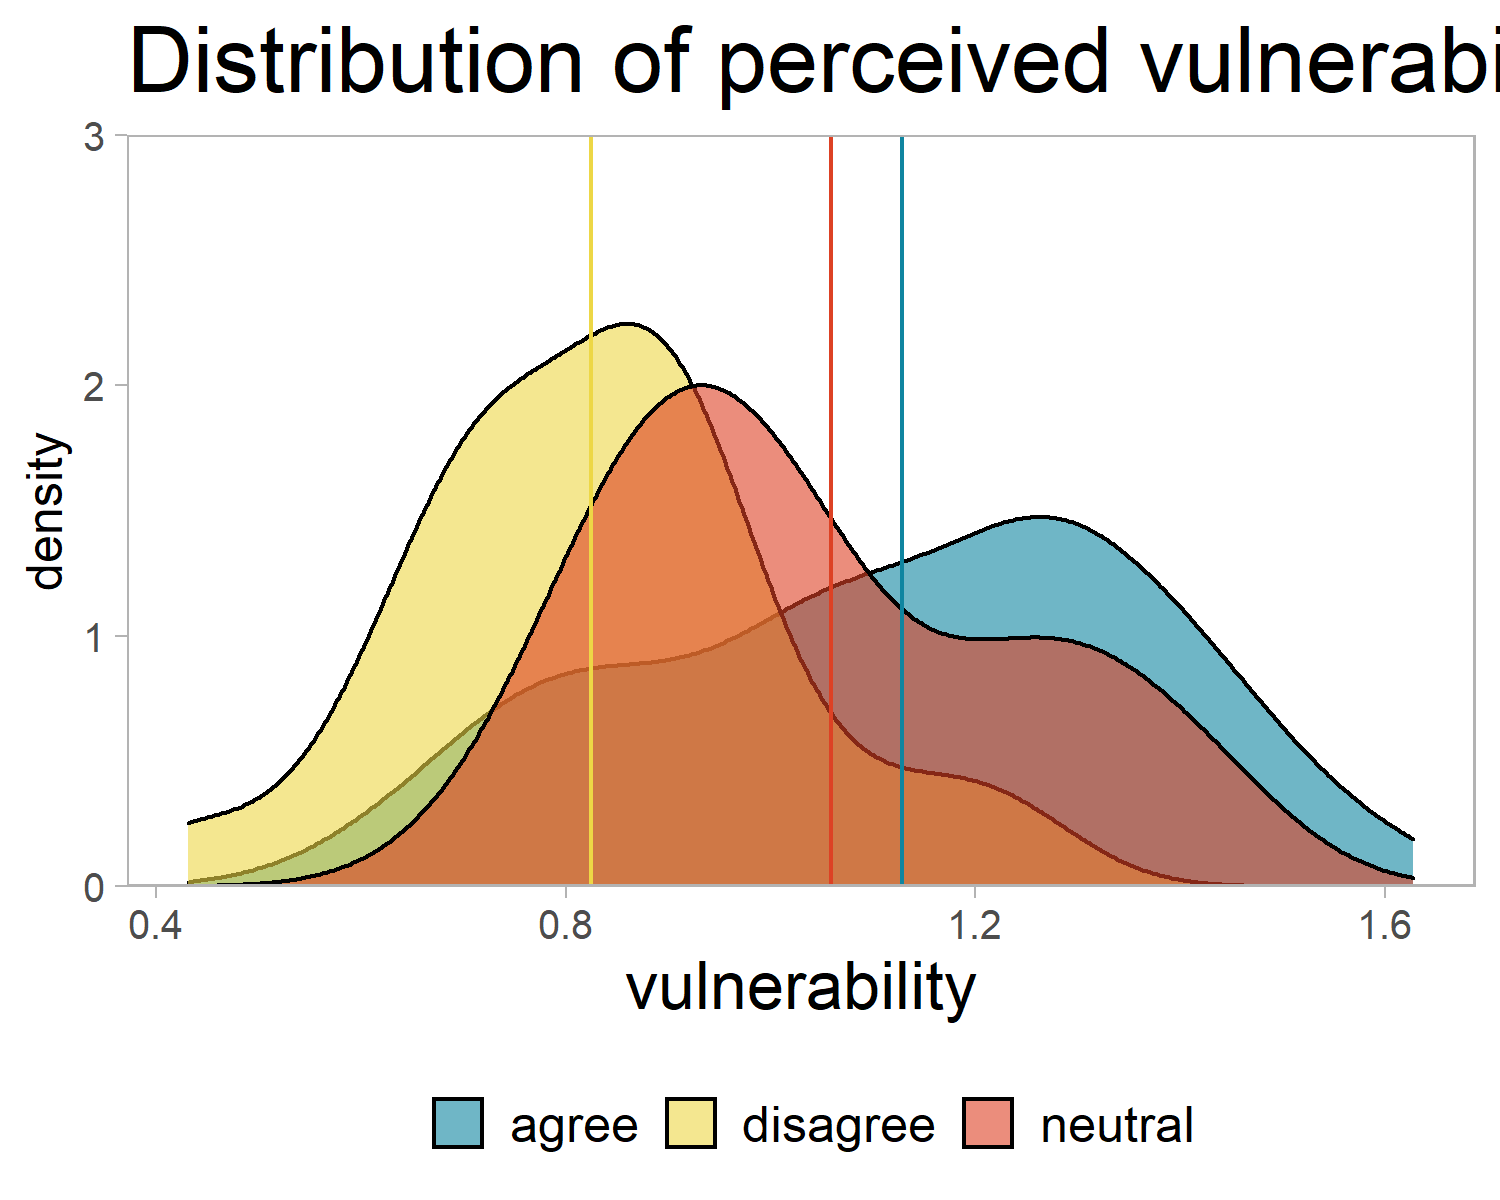 Distribution of perceived vulnerabi
3
2
1
0
density
0.4 0.8 1.2 1.6
vulnerability
agree disagree neutral